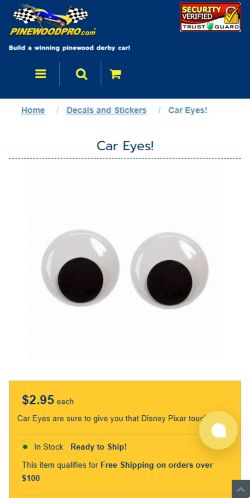 PINEWOODPRO.com
SECURITY
VERIFIED
TRUST GUARD
Build a winning pinewood derby car!
Home / Decals and Stickers / Car Eyes!
Car Eyes!
$2.95 each
Car Eyes are sure to give you that Disney Pixar
In Stock Ready to Ship!
This item qualifies for Free Shipping on orders over
$100